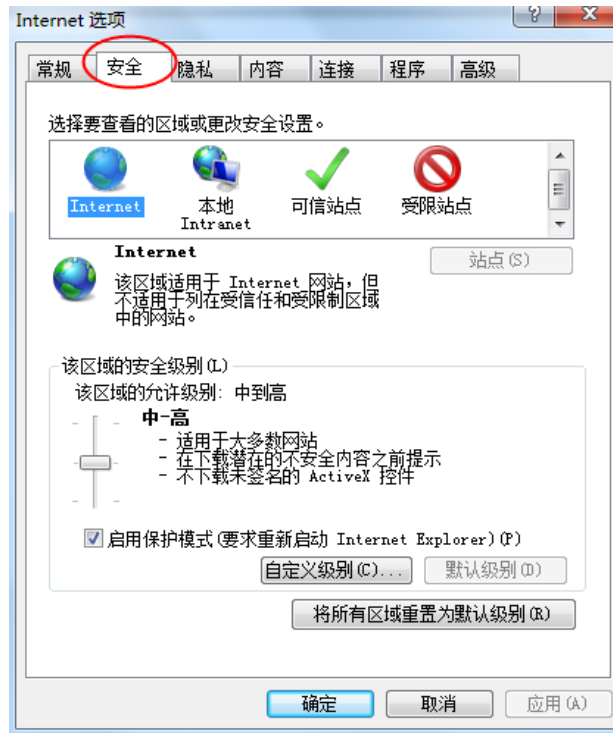 Internet 选项
常规 安全 隐私 内容 连接 程序 高级
选择要查看的区域或更改安全设置。
Internet 本地 可信站点 受限站点
Intranet
Internet 站点(S)
该区域适用于 Internet 网站，但
不适用于列在受信任和受限制区域
中的网站。
该区域的安全级别(L)
该区域的允许级别: 中到高
中-高
- 适用于大多数网站
- 在下载潜在的不安全内容之前提示
- 不下载未签名的 ActiveX 控件
启用保护模式(要求重新启动 Internet Explorer)(P)
自定义级别(C)... 默认级别(D)
将所有区域重置为默认级别(R)
确定 取消 应用(A)